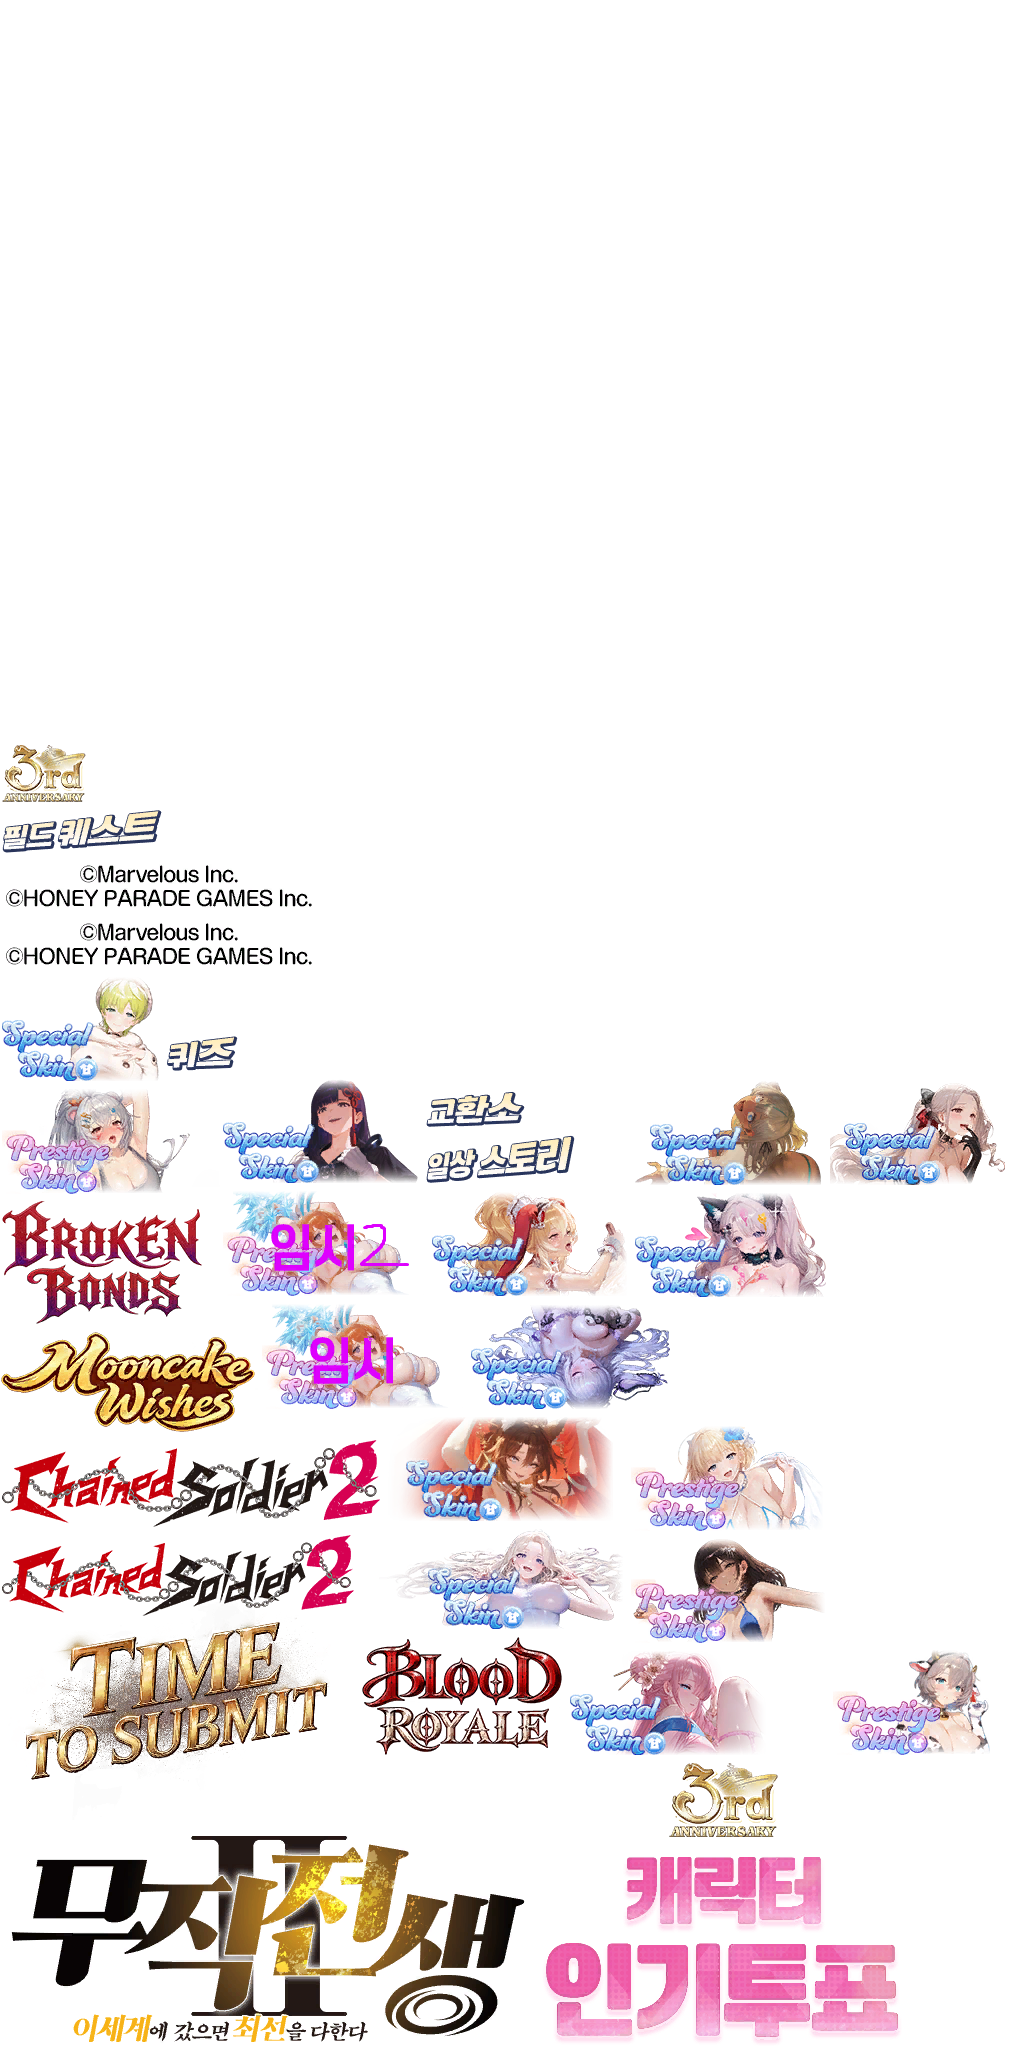 3rd
ANNIVERSARY
필드 퀘스트
©Marvelous Inc.
©HONEY PARADE GAMES Inc.
©Marvelous Inc.
©HONEY PARADE GAMES Inc.
Special
Skin
퀴즈
Prestige
Skin
Special
Skin
교환소
일상 스토리
Special
Skin
Special
Skin
BROKEN
BONDS
Prestige
Skin
임시2
Special
Skin
Special
Skin
Mooncake
Wishes
Prestige
Skin
임시
Special
Skin
Chained Soldier 2
Special
Skin
Prestige
Skin
Chained Soldier 2
Special
Skin
Prestige
Skin
TIME
TO SUBMIT
BLOOD
ROYALE
Special
Skin
Prestige
Skin
3rd
ANNIVERSARY
무직전생
II
이세계에 갔으면 최선을 다한다
캐릭터
인기투표